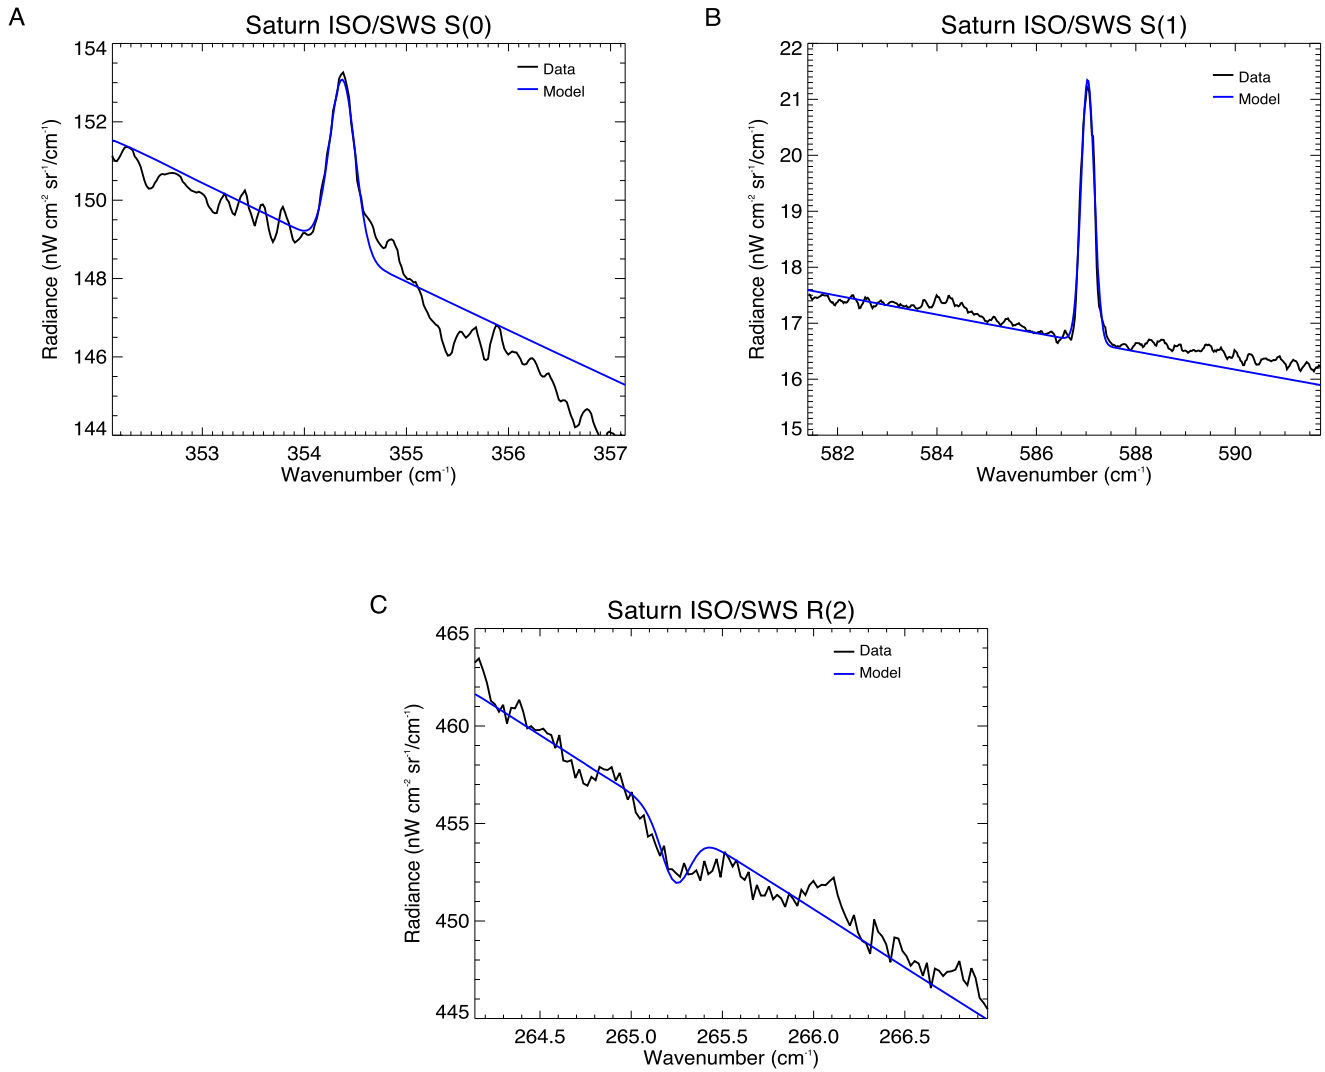 A
Saturn ISO/SWS S(0)
154
152
150
148
146
144
Radiance (nW cm⁻² sr⁻¹/cm⁻¹)
Data
Model
353 354 355 356 357
Wavenumber (cm⁻¹)
B
Saturn ISO/SWS S(1)
22
21
20
19
18
17
16
15
Radiance (nW cm⁻² sr⁻¹/cm⁻¹)
Data
Model
582 584 586 588 590
Wavenumber (cm⁻¹)
C
Saturn ISO/SWS R(2)
465
460
455
450
445
Radiance (nW cm⁻² sr⁻¹/cm⁻¹)
Data
Model
264.5 265.0 265.5 266.0 266.5
Wavenumber (cm⁻¹)